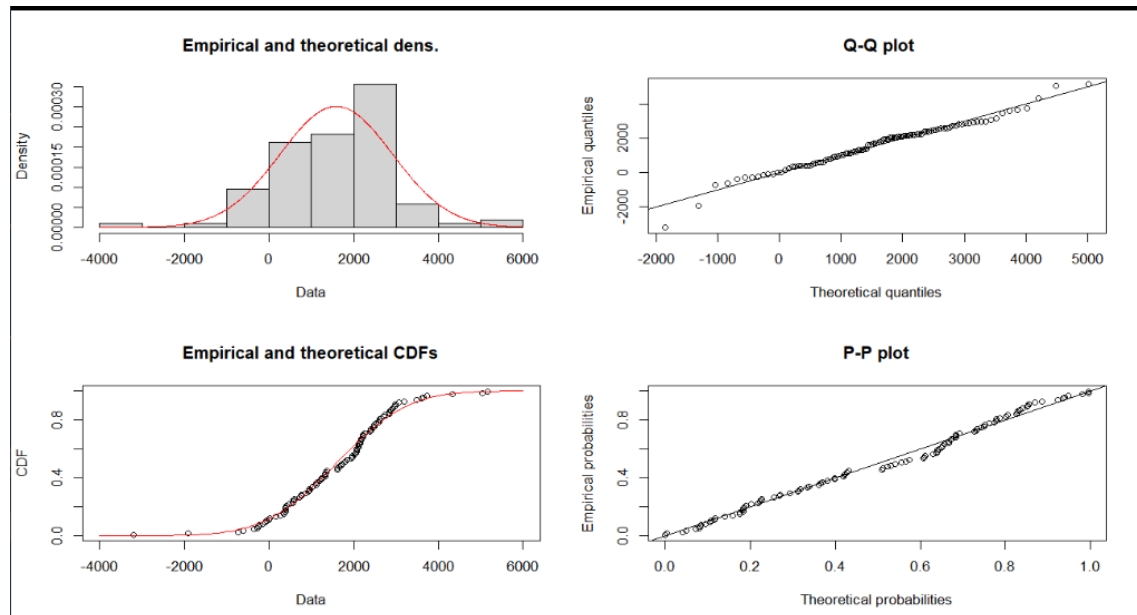 Empirical and theoretical dens.
Density
0.00000 0.00015 0.00030
-4000 -2000 0 2000 4000 6000
Data
Q-Q plot
Empirical quantiles
-2000 0 2000
-2000 -1000 0 1000 2000 3000 4000 5000
Theoretical quantiles
Empirical and theoretical CDFs
CDF
0.0 0.4 0.8
-4000 -2000 0 2000 4000 6000
Data
P-P plot
Empirical probabilities
0.0 0.4 0.8
0.0 0.2 0.4 0.6 0.8 1.0
Theoretical probabilities